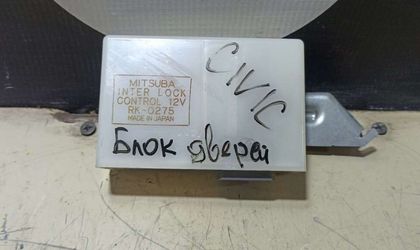 MITSUBA
INTER LOCK
CONTROL 12V
RK-0275
MADE IN JAPAN
CIVIC
Блок дверей